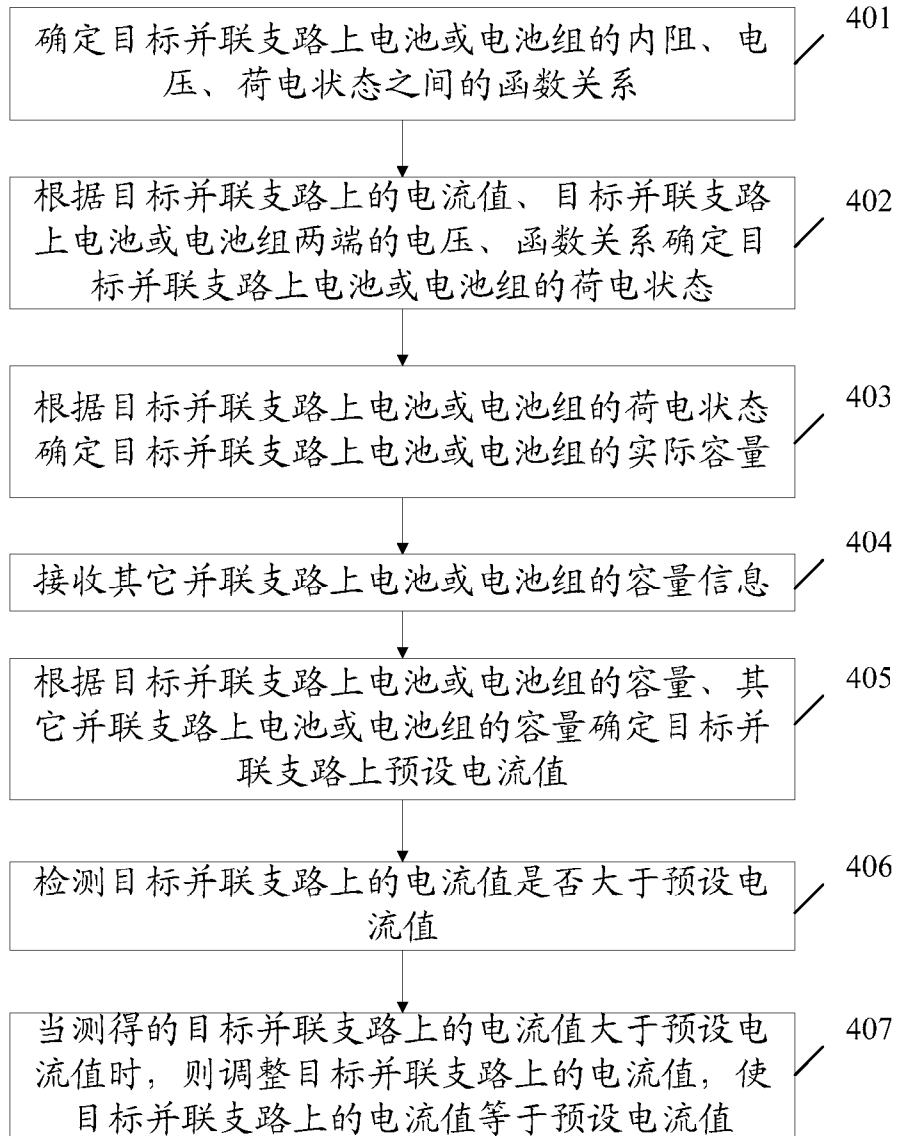 确定目标并联支路上电池或电池组的内阻、电
压、荷电状态之间的函数关系
401
根据目标并联支路上的电流值、目标并联支路
上电池或电池组两端的电压、函数关系确定目
标并联支路上电池或电池组的荷电状态
402
根据目标并联支路上电池或电池组的荷电状态
确定目标并联支路上电池或电池组的实际容量
403
接收其它并联支路上电池或电池组的容量信息
404
根据目标并联支路上电池或电池组的容量、其
它并联支路上电池或电池组的容量确定目标并
联支路上预设电流值
405
检测目标并联支路上的电流值是否大于预设电
流值
406
当测得的目标并联支路上的电流值大于预设电
流值时，则调整目标并联支路上的电流值，使
目标并联支路上的电流值等于预设电流值
407